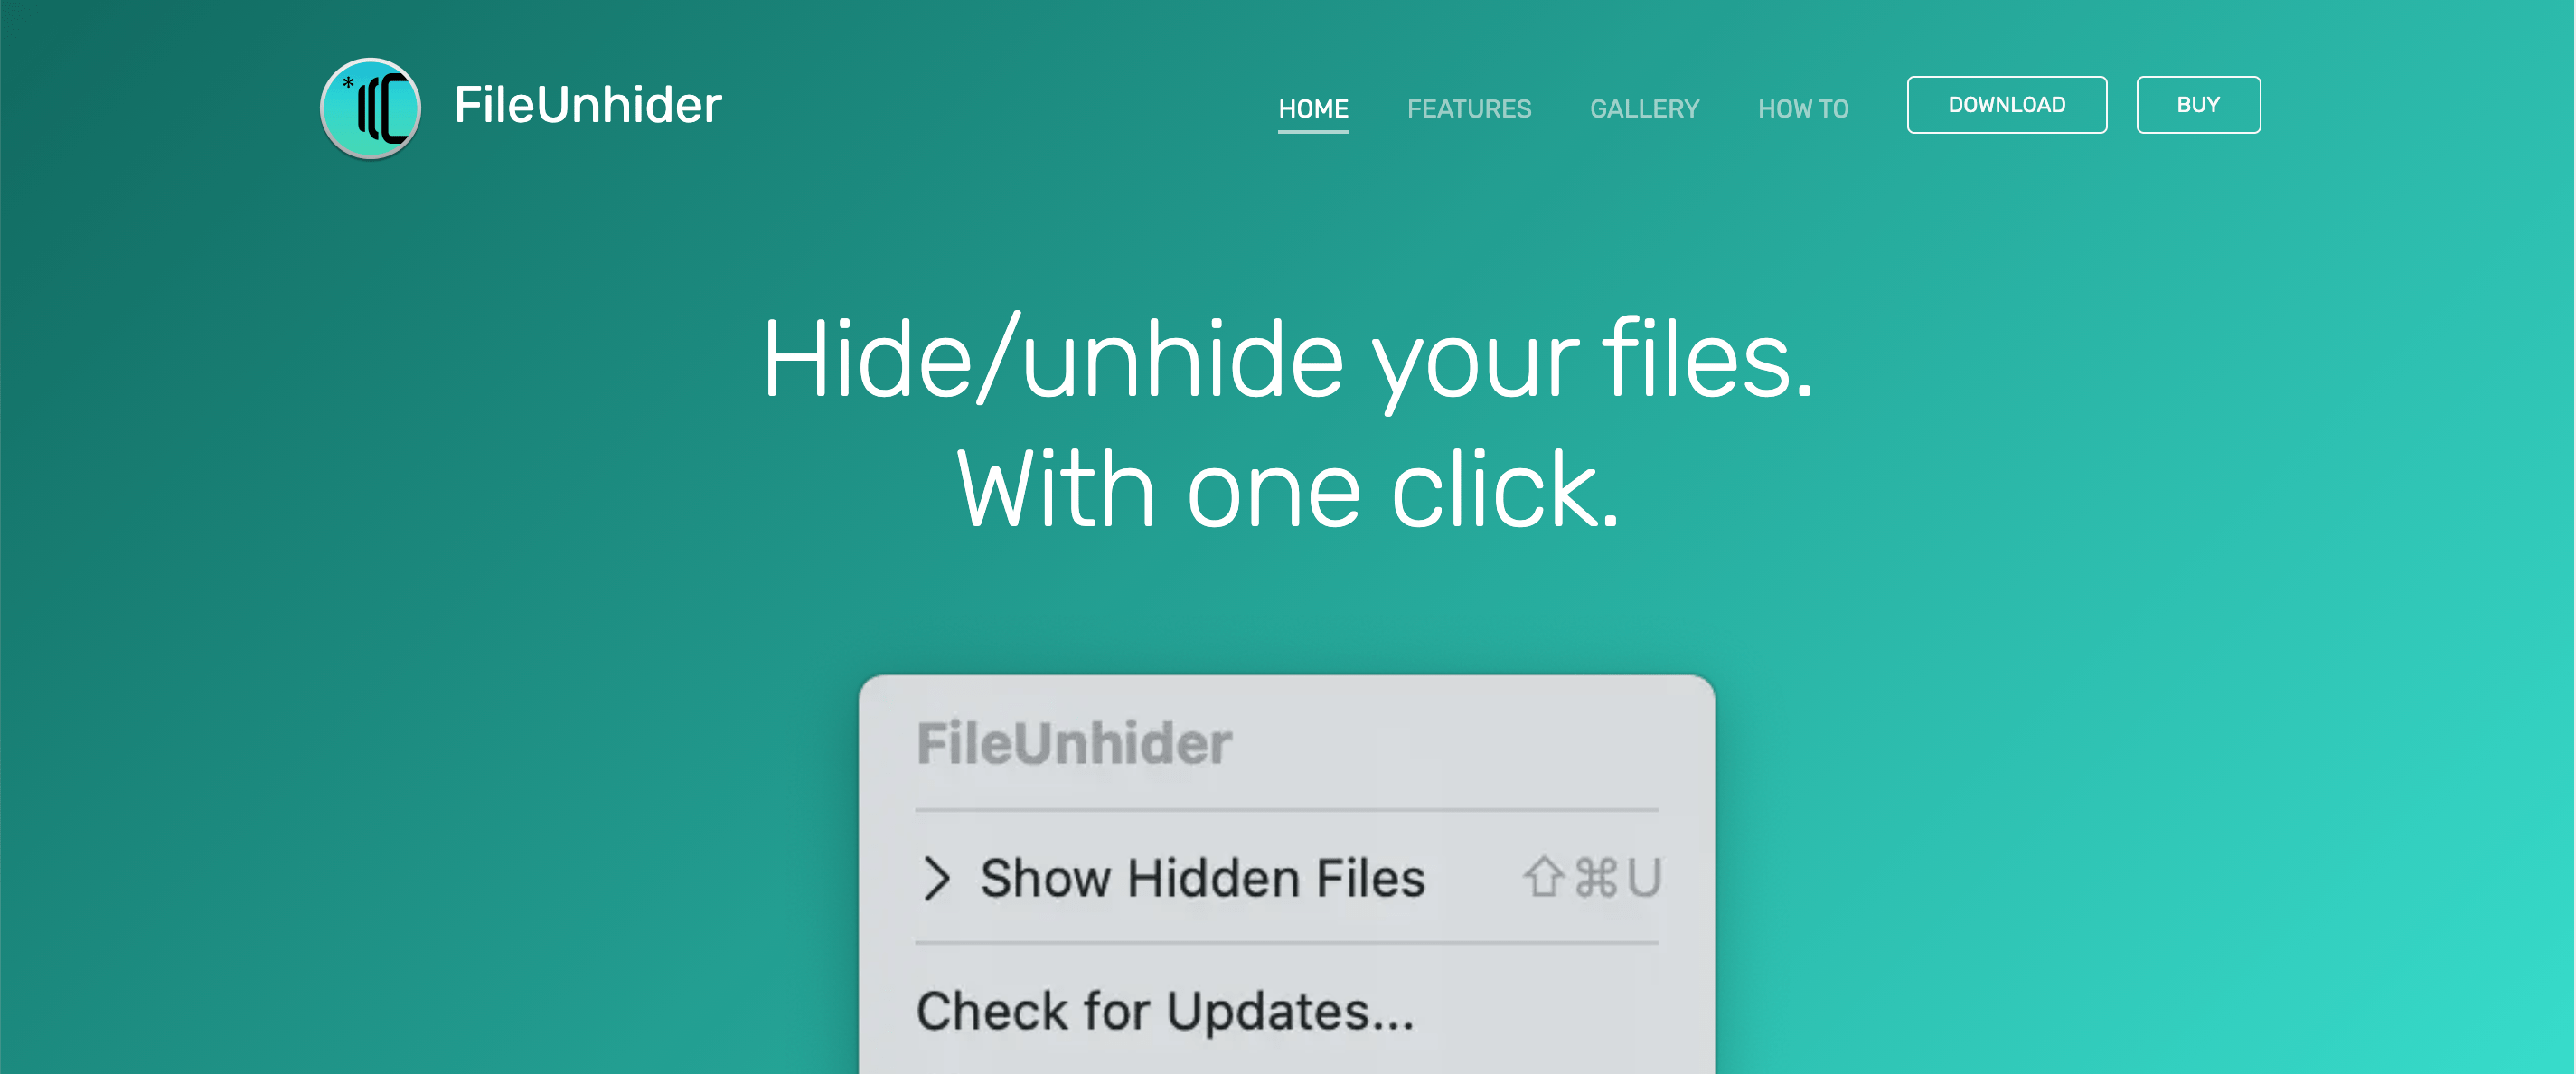 FileUnhider
HOME FEATURES GALLERY HOW TO DOWNLOAD BUY
Hide/unhide your files.
With one click.
FileUnhider
Show Hidden Files ⇧⌘U
Check for Updates...